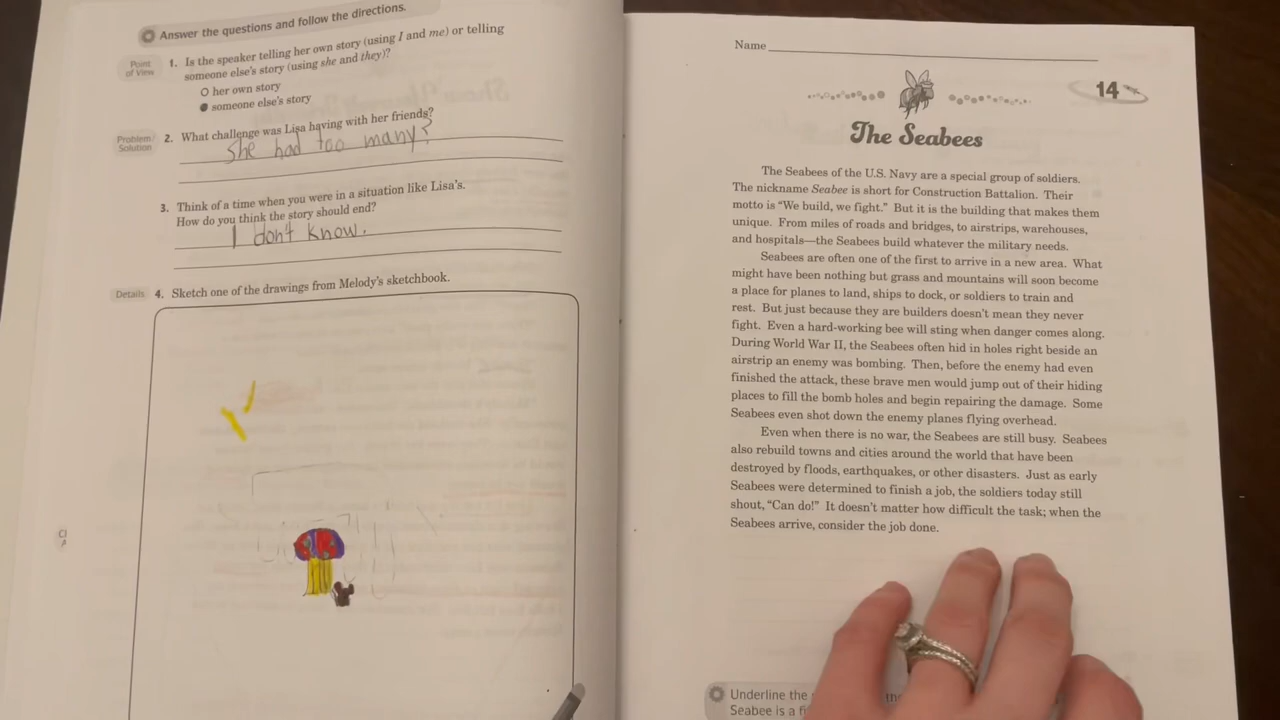 Answer the questions and follow the directions.
Point of View
1. Is the speaker telling her own story (using I and me) or telling
someone else's story (using she and they)?
her own story
someone else's story
Problem/Solution
2. What challenge was Lisa having with her friends?
She had too many?
3. Think of a time when you were in a situation like Lisa's.
How do you think the story should end?
I don't know.
Details
4. Sketch one of the drawings from Melody's sketchbook.
Name
14
The Seabees
The Seabees of the U.S. Navy are a special group of soldiers.
The nickname Seabee is short for Construction Battalion. Their
motto is "We build, we fight." But it is the building that makes them
unique. From miles of roads and bridges, to airstrips, warehouses,
and hospitals—the Seabees build whatever the military needs.
Seabees are often one of the first to arrive in a new area. What
might have been nothing but grass and mountains will soon become
a place for planes to land, ships to dock, or soldiers to train and
rest. But just because they are builders doesn't mean they never
fight. Even a hard-working bee will sting when danger comes along.
During World War II, the Seabees often hid in holes right beside an
airstrip an enemy was bombing. Then, before the enemy had even
finished the attack, these brave men would jump out of their hiding
places to fill the bomb holes and begin repairing the damage. Some
Seabees even shot down the enemy planes flying overhead.
Even when there is no war, the Seabees are still busy. Seabees
also rebuild towns and cities around the world that have been
destroyed by floods, earthquakes, or other disasters. Just as early
Seabees were determined to finish a job, the soldiers today still
shout, "Can do!" It doesn't matter how difficult the task; when the
Seabees arrive, consider the job done.
Underline the
Seabee is a